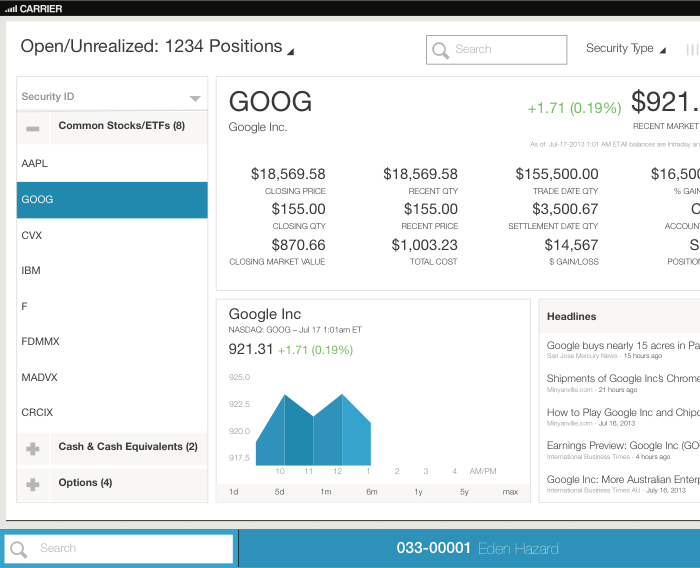 CARRIER
Open/Unrealized: 1234 Positions
Search
Security Type
Security ID
Common Stocks/ETFs (8)
AAPL
GOOG
CVX
IBM
F
FDMMX
MADVX
CRCIX
Cash & Cash Equivalents (2)
Options (4)
GOOG
Google Inc.
+1.71 (0.19%) $921.
RECENT MARKET
As of Jul-17-2013 1:01 AM ET.All balances are Intraday an
$18,569.58 $18,569.58 $155,500.00 $16,500
CLOSING PRICE RECENT QTY TRADE DATE QTY % GAIN
$155.00 $155.00 $3,500.67
CLOSING QTY RECENT PRICE SETTLEMENT DATE QTY ACCOUNT
$870.66 $1,003.23 $14,567 S
CLOSING MARKET VALUE TOTAL COST $ GAIN/LOSS POSITION
Google Inc
NASDAQ: GOOG – Jul 17 1:01am ET
921.31 +1.71 (0.19%)
925.0
922.5
920.0
917.5
10 11 12 1 2 3 4 AM/PM
1d 5d 1m 6m 1y 5y max
Headlines
Google buys nearly 15 acres in Pa
San Jose Mercury News - 15 hours ago
Shipments of Google Inc's Chrome
Minyanville.com - 21 hours ago
How to Play Google Inc and Chipo
Minyanville.com - Jul 16, 2013
Earnings Preview: Google Inc (GO
International Business Times - 4 hours ago
Google Inc: More Australian Enterp
International Business Times AU - July 16, 2013
Search
033-00001 Eden Hazard